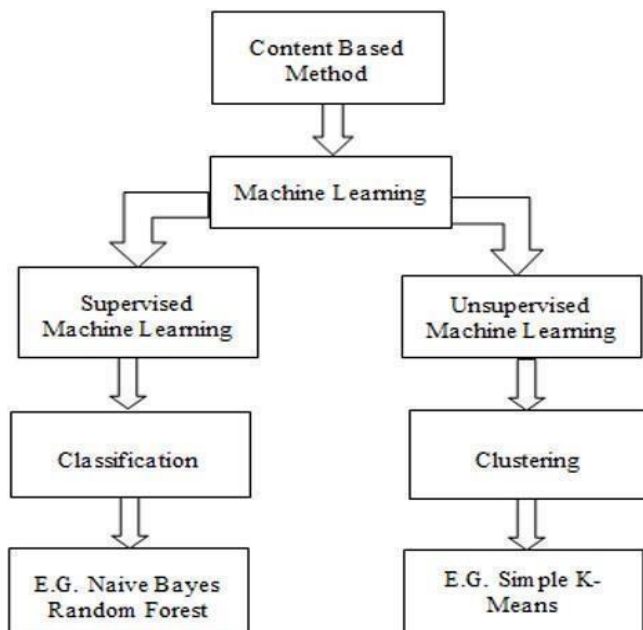 Content Based
Method
Machine Learning
Supervised
Machine Learning
Unsupervised
Machine Learning
Classification
Clustering
E.G. Naive Bayes
Random Forest
E.G. Simple K-
Means